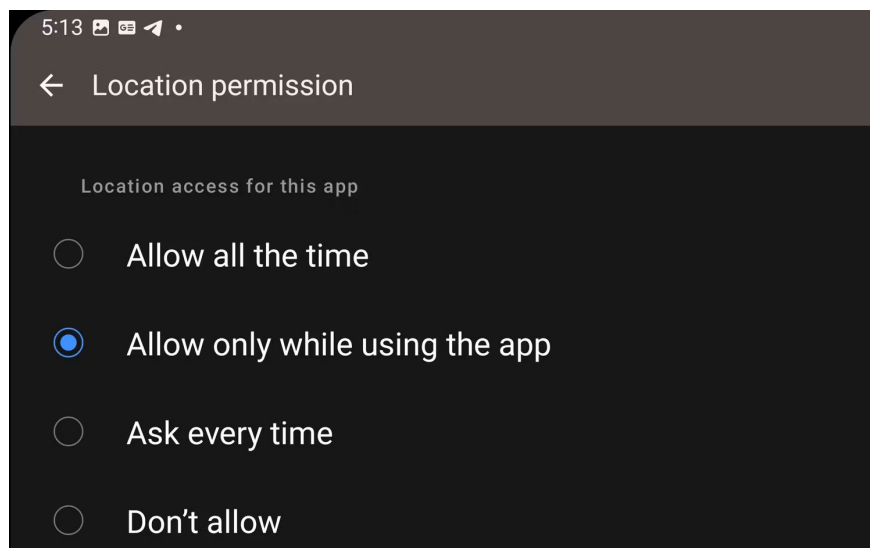 5:13
Location permission
Location access for this app
Allow all the time
Allow only while using the app
Ask every time
Don’t allow